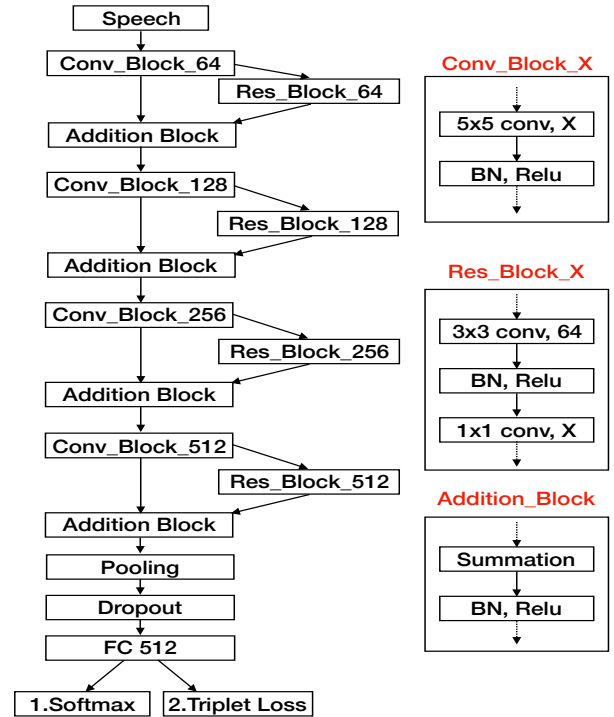 Speech
Conv_Block_64
Res_Block_64
Addition Block
Conv_Block_128
Res_Block_128
Addition Block
Conv_Block_256
Res_Block_256
Addition Block
Conv_Block_512
Res_Block_512
Addition Block
Pooling
Dropout
FC 512
1.Softmax
2.Triplet Loss
Conv_Block_X
5x5 conv, X
BN, Relu
Res_Block_X
3x3 conv, 64
BN, Relu
1x1 conv, X
Addition_Block
Summation
BN, Relu